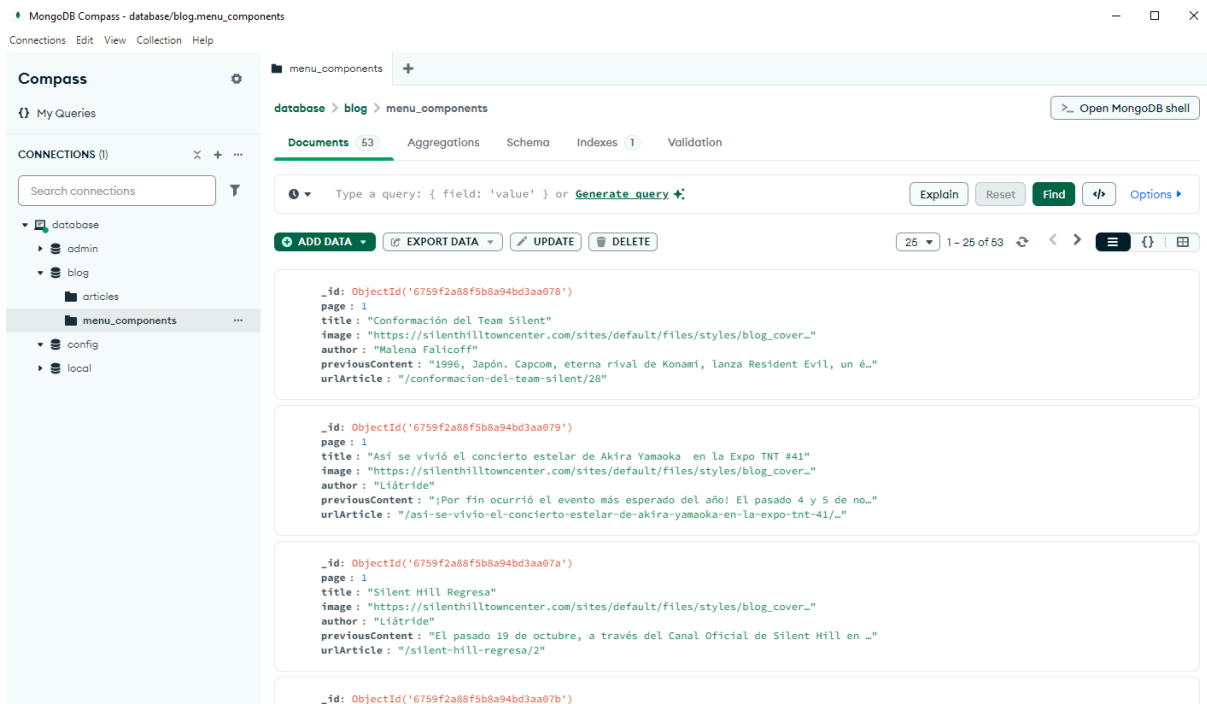 MongoDB Compass - database/blog.menu_components
Connections Edit View Collection Help
Compass
{} My Queries
CONNECTIONS (1)
Search connections
database
admin
blog
articles
menu_components
config
local
menu_components
database > blog > menu_components
>_ Open MongoDB shell
Documents 53 Aggregations Schema Indexes 1 Validation
Type a query: { field: 'value' } or Generate query
Explain Reset Find </> Options
ADD DATA EXPORT DATA UPDATE DELETE
25 1 – 25 of 53 {}
_id: ObjectId('6759f2a88f5b8a94bd3aa078')
page : 1
title : "Conformación del Team Silent"
image : "https://silenthilltowncenter.com/sites/default/files/styles/blog_cover…"
author : "Malena Falicoff"
previousContent : "1996, Japón. Capcom, eterna rival de Konami, lanza Resident Evil, un é…"
urlArticle : "/conformacion-del-team-silent/28"
_id: ObjectId('6759f2a88f5b8a94bd3aa079')
page : 1
title : "Así se vivió el concierto estelar de Akira Yamaoka  en la Expo TNT #41"
image : "https://silenthilltowncenter.com/sites/default/files/styles/blog_cover…"
author : "Liátride"
previousContent : "¡Por fin ocurrió el evento más esperado del año! El pasado 4 y 5 de no…"
urlArticle : "/asi-se-vivio-el-concierto-estelar-de-akira-yamaoka-en-la-expo-tnt-41/…"
_id: ObjectId('6759f2a88f5b8a94bd3aa07a')
page : 1
title : "Silent Hill Regresa"
image : "https://silenthilltowncenter.com/sites/default/files/styles/blog_cover…"
author : "Liátride"
previousContent : "El pasado 19 de octubre, a través del Canal Oficial de Silent Hill en …"
urlArticle : "/silent-hill-regresa/2"
_id: ObjectId('6759f2a88f5b8a94bd3aa07b')